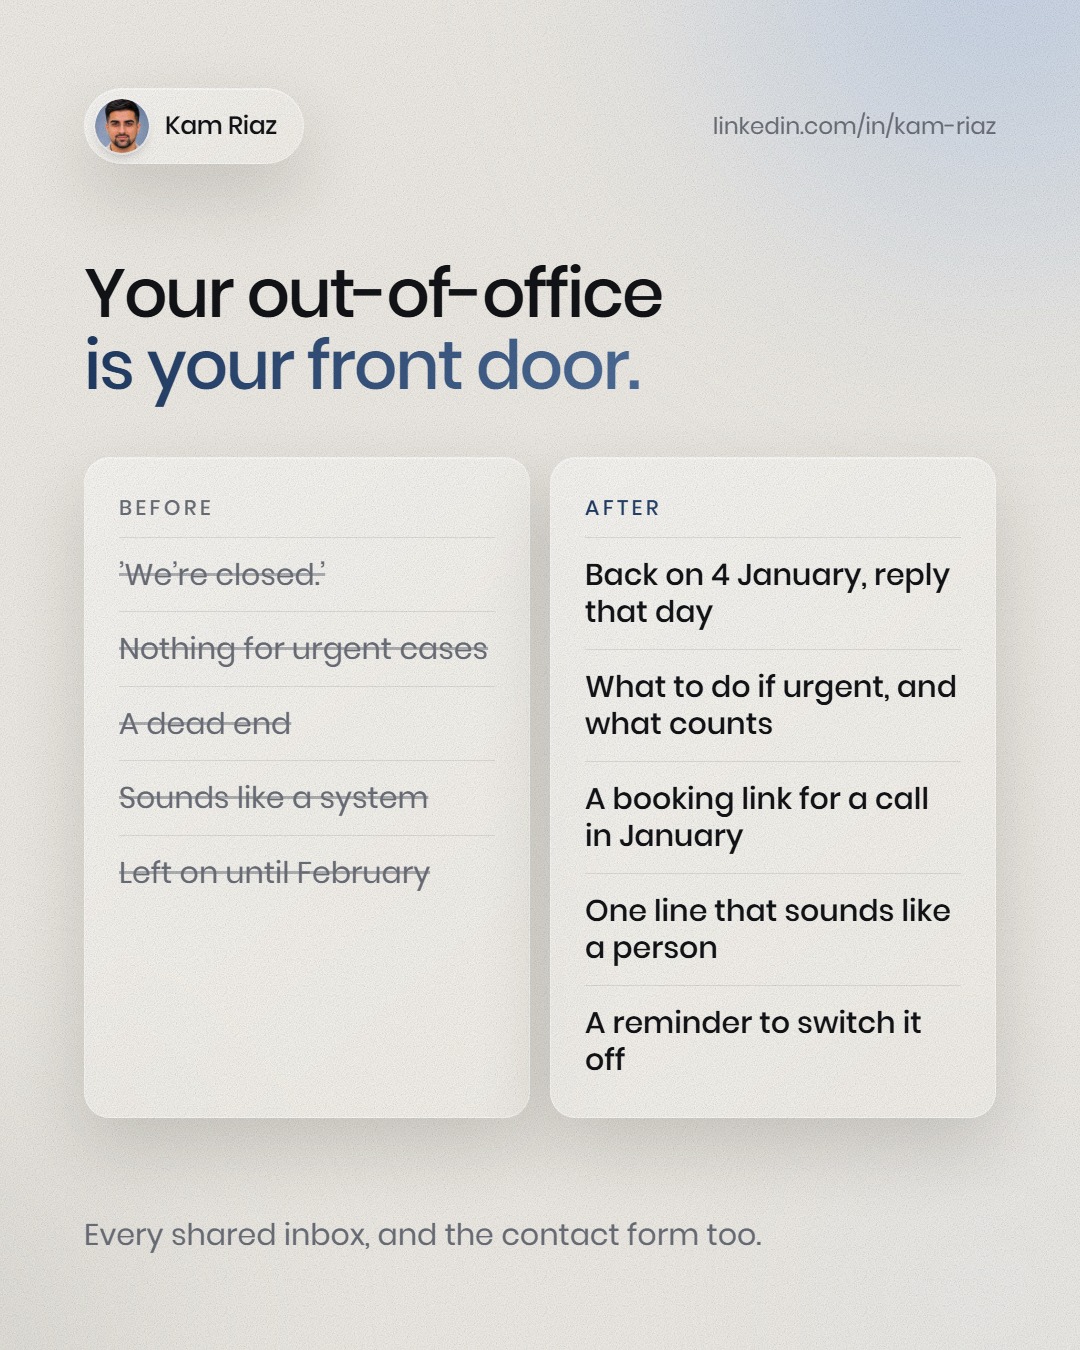 Kam Riaz
linkedin.com/in/kam-riaz
Your out-of-office
is your front door.
BEFORE
’We’re closed.’
Nothing for urgent cases
A dead end
Sounds like a system
Left on until February
AFTER
Back on 4 January, reply
that day
What to do if urgent, and
what counts
A booking link for a call
in January
One line that sounds like
a person
A reminder to switch it
off
Every shared inbox, and the contact form too.